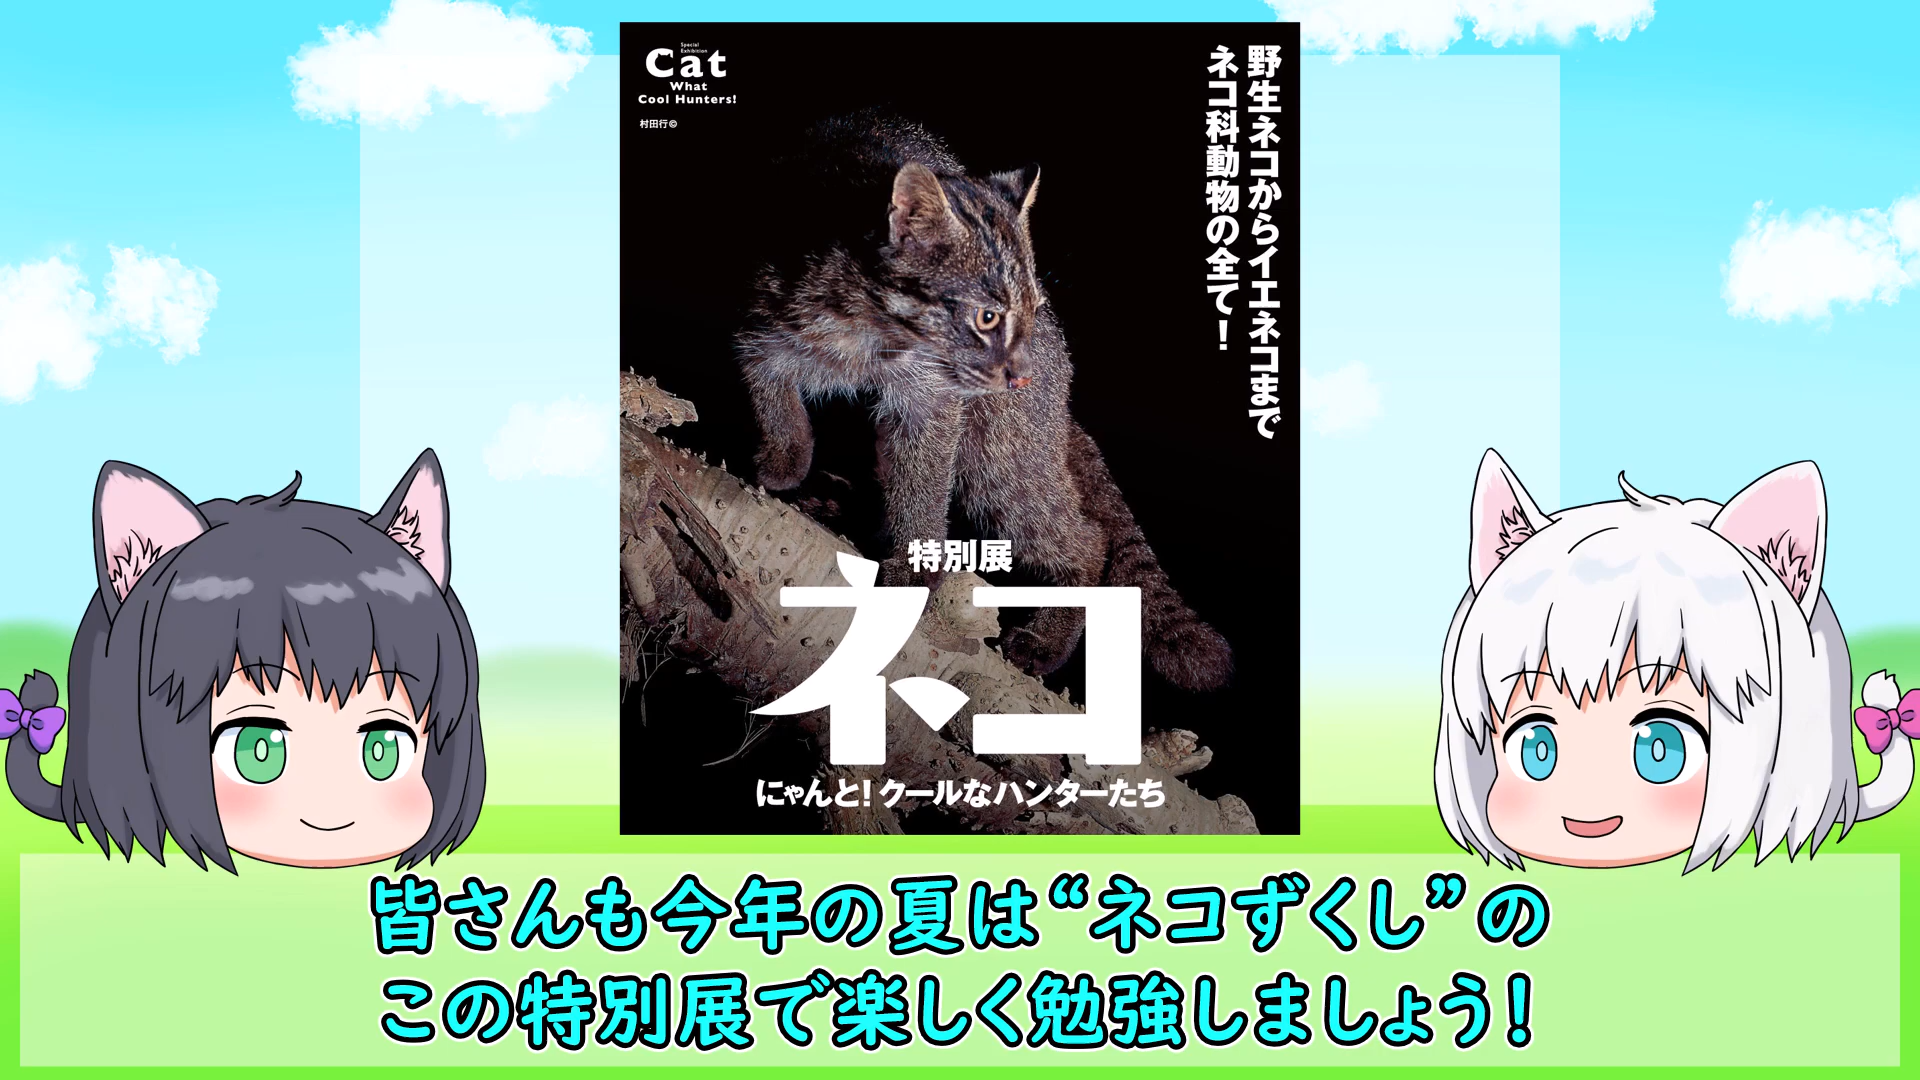 Special
Exhibition
Cat
What
Cool Hunters!
村田行©
野生ネコからイエネコまで
ネコ科動物の全て!
特別展
ネコ
にゃんと!クールなハンターたち
皆さんも今年の夏は“ネコずくし”の
この特別展で楽しく勉強しましょう!